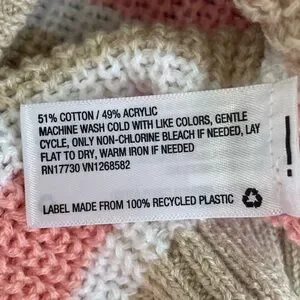 51% COTTON / 49% ACRYLIC
MACHINE WASH COLD WITH LIKE COLORS, GENTLE
CYCLE, ONLY NON-CHLORINE BLEACH IF NEEDED, LAY
FLAT TO DRY, WARM IRON IF NEEDED
RN17730 VN1268582
LABEL MADE FROM 100% RECYCLED PLASTIC